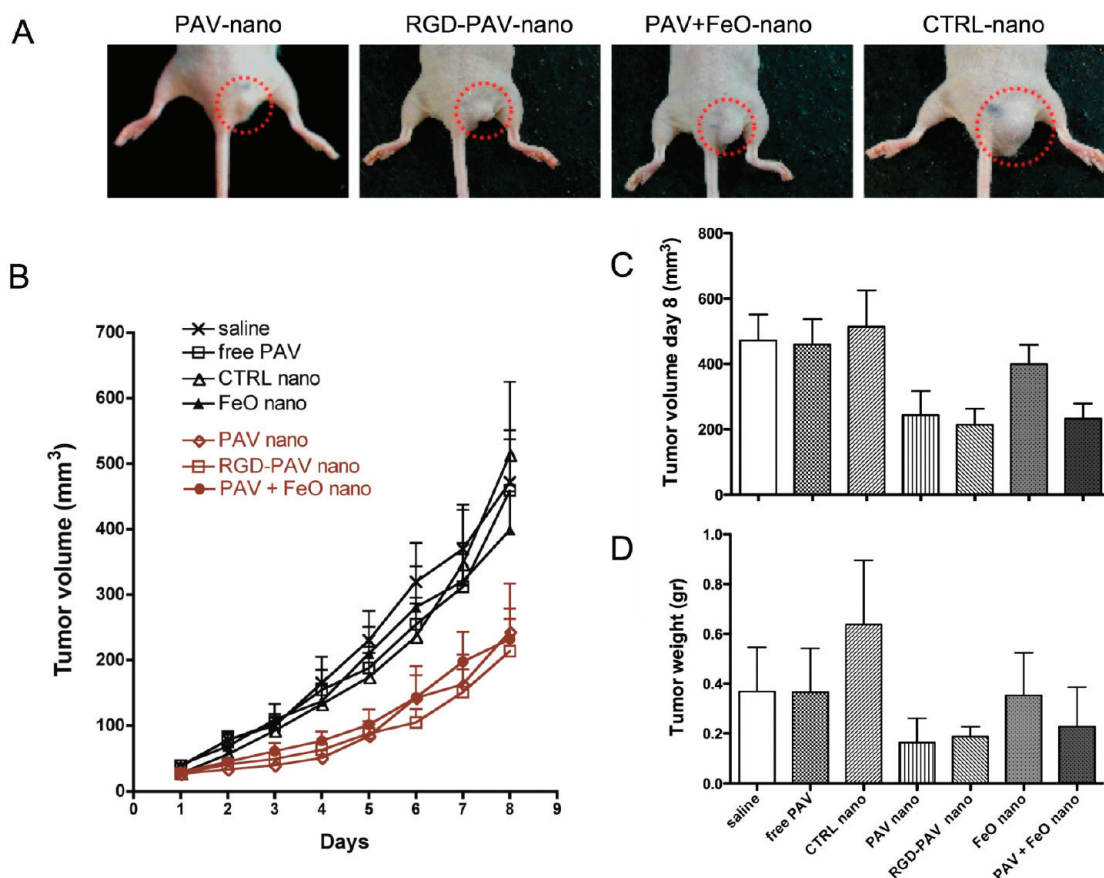 A
PAV-nano
RGD-PAV-nano
PAV+FeO-nano
CTRL-nano
B
Tumor volume (mm³)
700
600
500
400
300
200
100
0
saline
free PAV
CTRL nano
FeO nano
PAV nano
RGD-PAV nano
PAV + FeO nano
0 1 2 3 4 5 6 7 8 9
Days
C
Tumor volume day 8 (mm³)
800
600
400
200
0
D
Tumor weight (gr)
1.0
0.8
0.6
0.4
0.2
0.0
saline
free PAV
CTRL nano
PAV nano
RGD-PAV nano
FeO nano
PAV + FeO nano